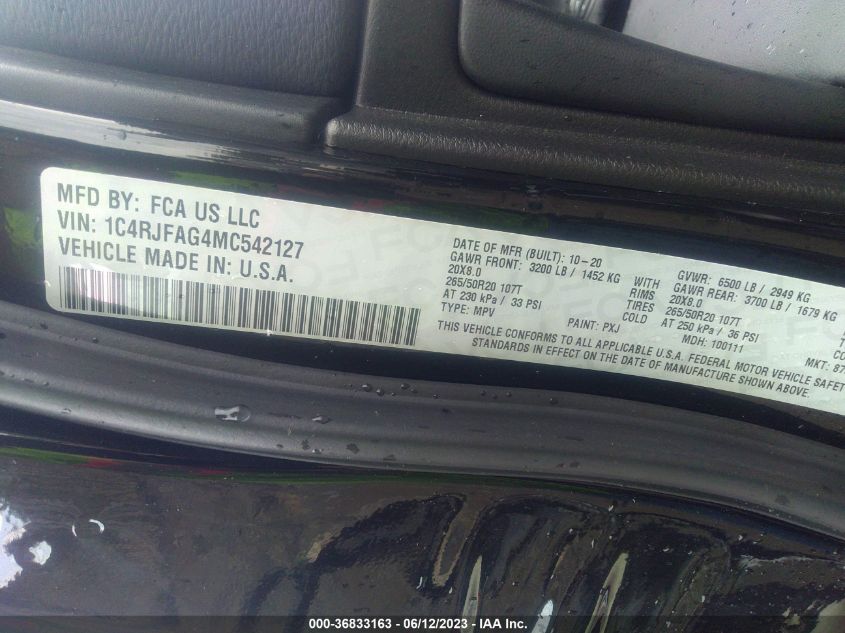 MFD BY: FCA US LLC
VIN: 1C4RJFAG4MC542127
VEHICLE MADE IN: U.S.A.
DATE OF MFR (BUILT): 10-20
GAWR FRONT: 3200 LB / 1452 KG WITH
20X8.0 RIMS
265/50R20 107T TIRES
AT 230 kPa / 33 PSI COLD
TYPE: MPV PAINT: PXJ
GVWR: 6500 LB / 2949 KG
GAWR REAR: 3700 LB / 1679 KG
20X8.0
265/50R20 107T
AT 250 kPa / 36 PSI
MDH: 100111 MKT: 87
THIS VEHICLE CONFORMS TO ALL APPLICABLE U.S.A. FEDERAL MOTOR VEHICLE SAFET
STANDARDS IN EFFECT ON THE DATE OF MANUFACTURE SHOWN ABOVE.
000-36833163 - 06/12/2023 - IAA Inc.